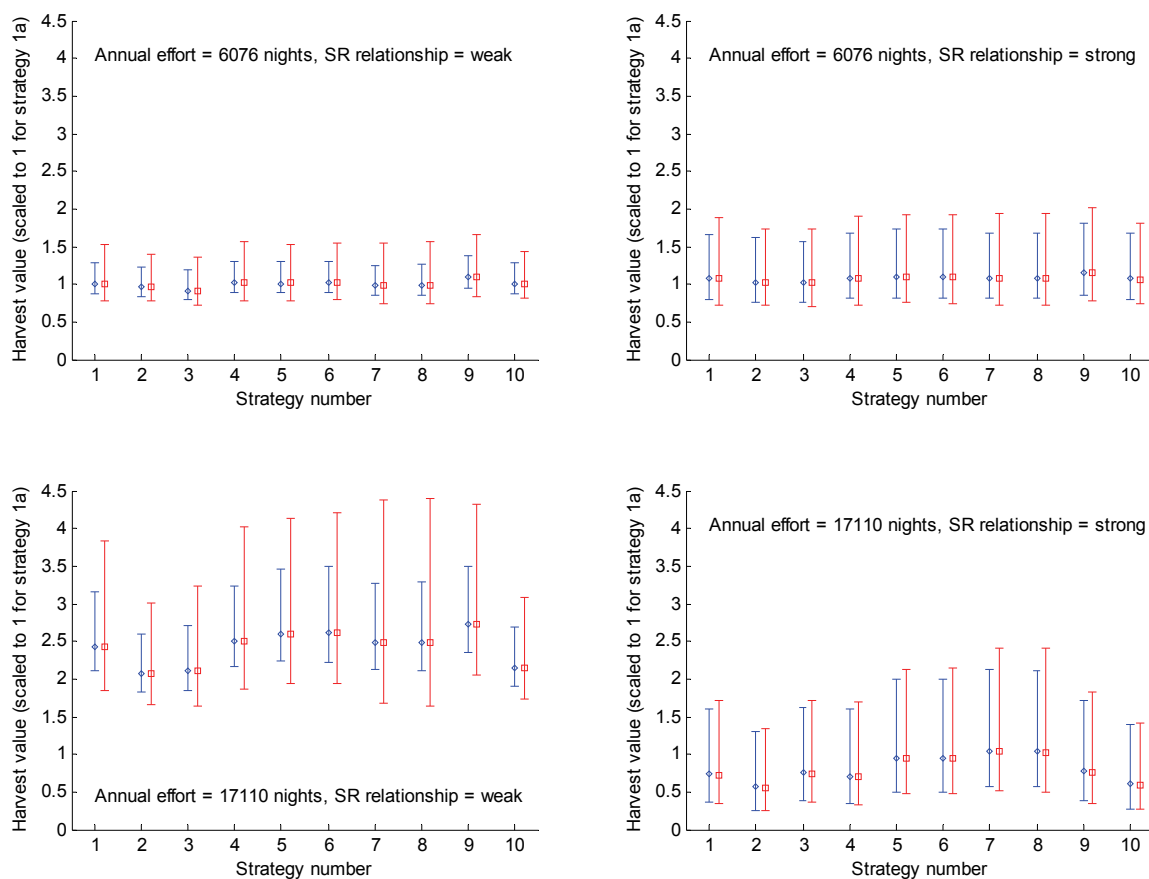 Harvest value (scaled to 1 for strategy 1a)
4.5
4
3.5
3
2.5
2
1.5
1
0.5
0
Annual effort = 6076 nights, SR relationship = weak
1 2 3 4 5 6 7 8 9 10
Strategy number
Harvest value (scaled to 1 for strategy 1a)
4.5
4
3.5
3
2.5
2
1.5
1
0.5
0
Annual effort = 6076 nights, SR relationship = strong
1 2 3 4 5 6 7 8 9 10
Strategy number
Harvest value (scaled to 1 for strategy 1a)
4.5
4
3.5
3
2.5
2
1.5
1
0.5
0
Annual effort = 17110 nights, SR relationship = weak
1 2 3 4 5 6 7 8 9 10
Strategy number
Harvest value (scaled to 1 for strategy 1a)
4.5
4
3.5
3
2.5
2
1.5
1
0.5
0
Annual effort = 17110 nights, SR relationship = strong
1 2 3 4 5 6 7 8 9 10
Strategy number